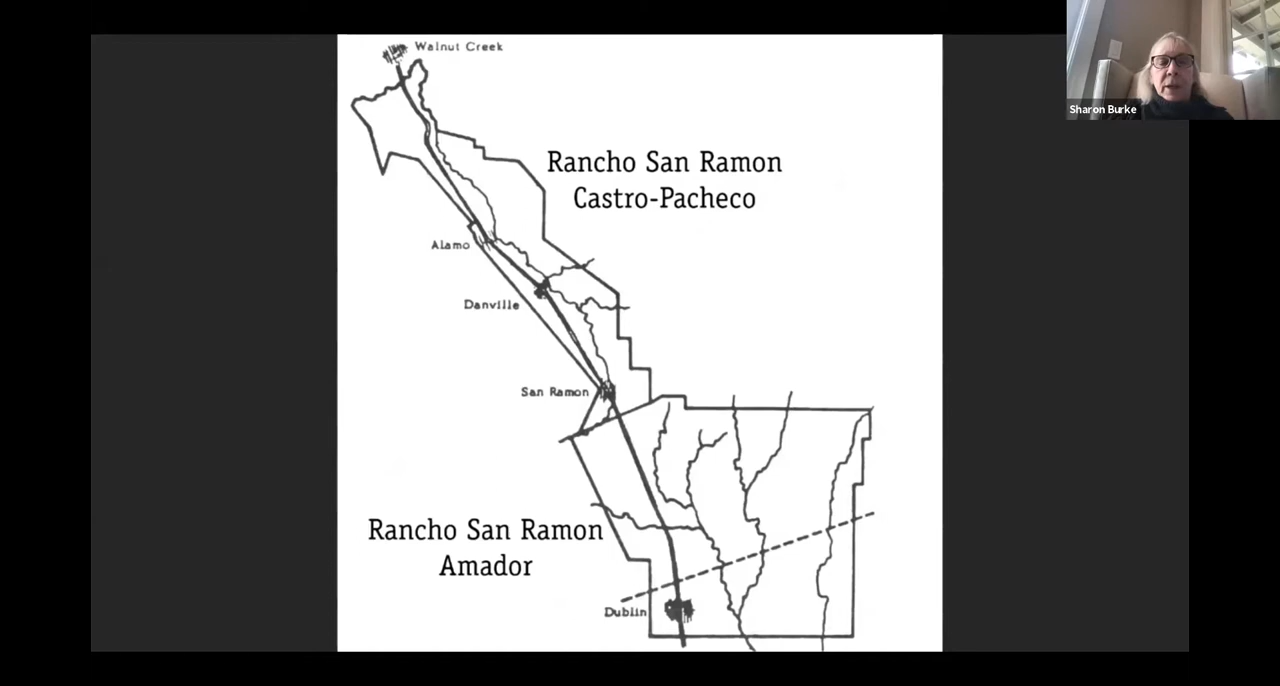 Walnut Creek
Sharon Burke
Rancho San Ramon
Castro-Pacheco
Alamo
Danville
San Ramon
Rancho San Ramon
Amador
Dublin